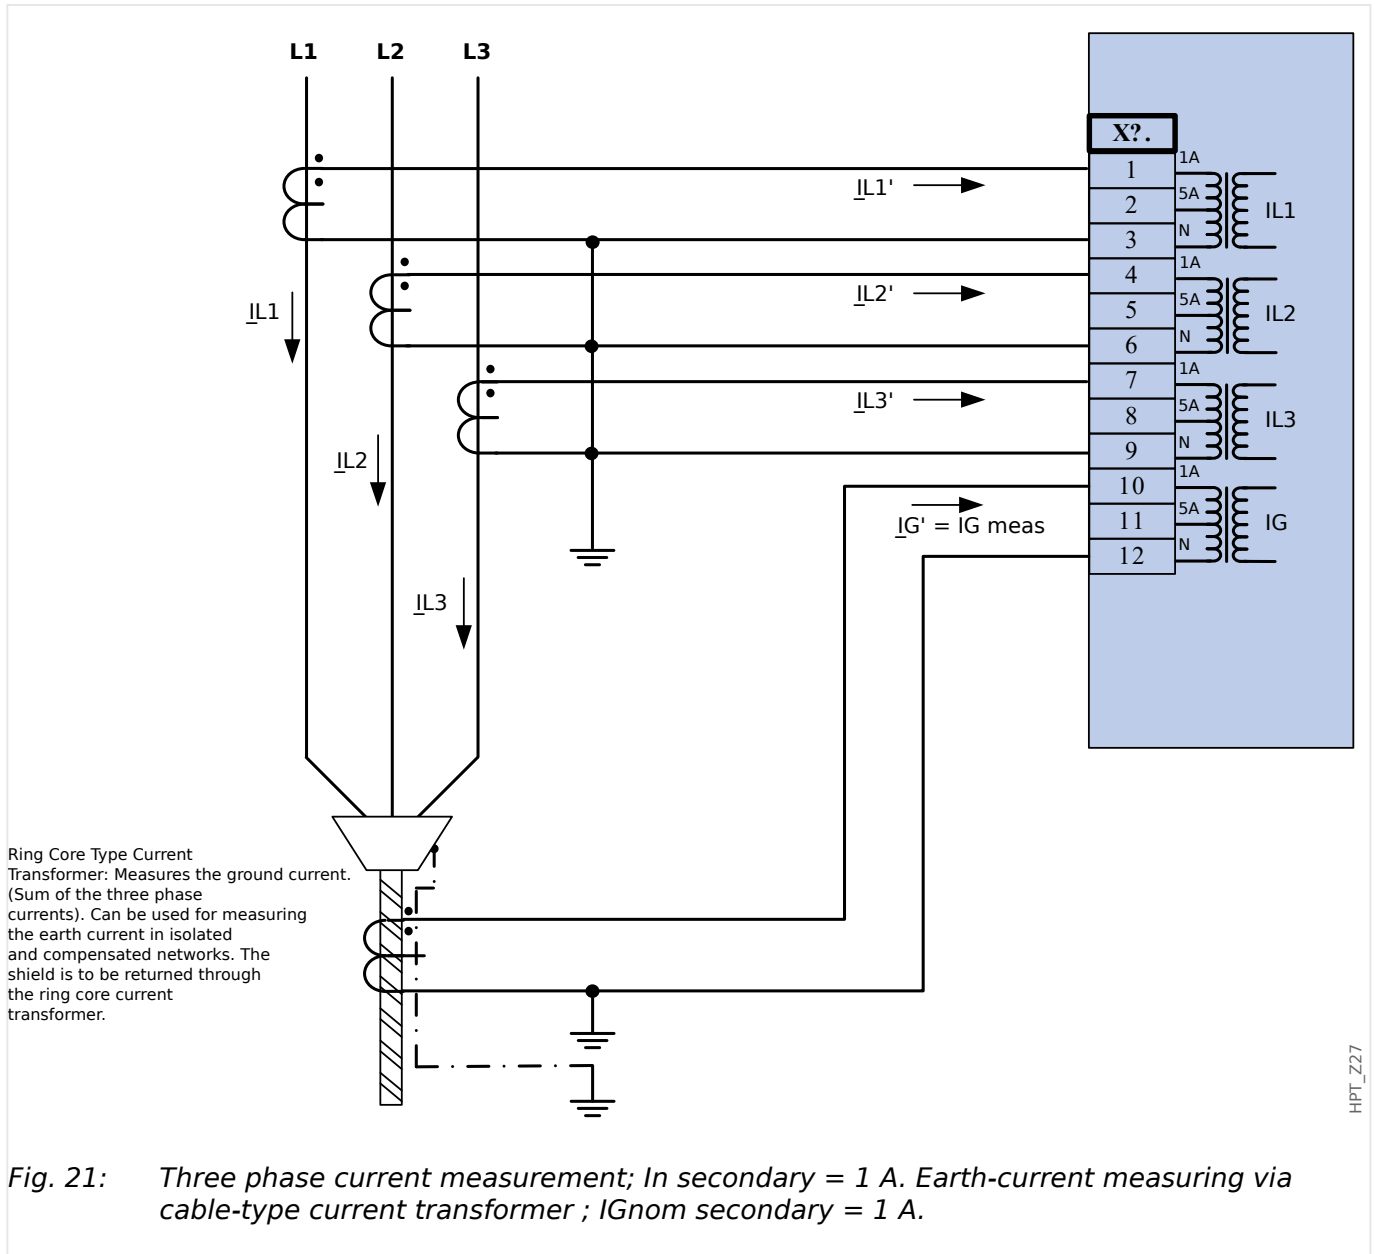 L1 L2 L3
X?.
1 1A
2 5A IL1
3 N
4 1A
5 5A IL2
6 N
7 1A
8 5A IL3
9 N
10 1A
11 5A IG
12 N
IL1'
IL2'
IL3'
IG' = IG meas
IL1
IL2
IL3
Ring Core Type Current
Transformer: Measures the ground current.
(Sum of the three phase
currents). Can be used for measuring
the earth current in isolated
and compensated networks. The
shield is to be returned through
the ring core current
transformer.
HPT_Z27
Fig. 21: Three phase current measurement; In secondary = 1 A. Earth-current measuring via
cable-type current transformer ; IGnom secondary = 1 A.